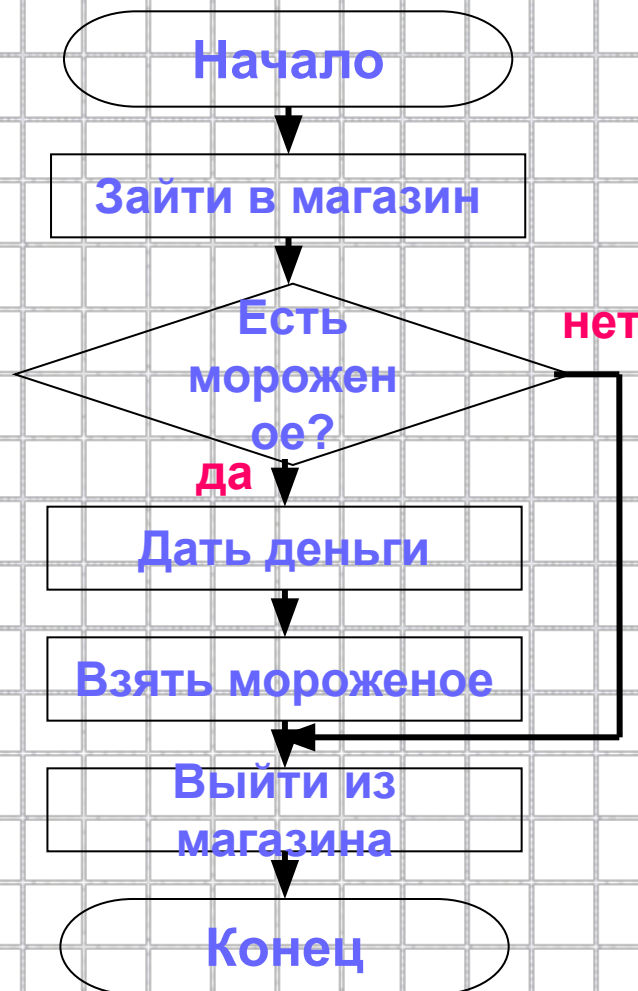 Начало
Зайти в магазин
Есть
морожен
ое?
нет
да
Дать деньги
Взять мороженое
Выйти из
магазина
Конец